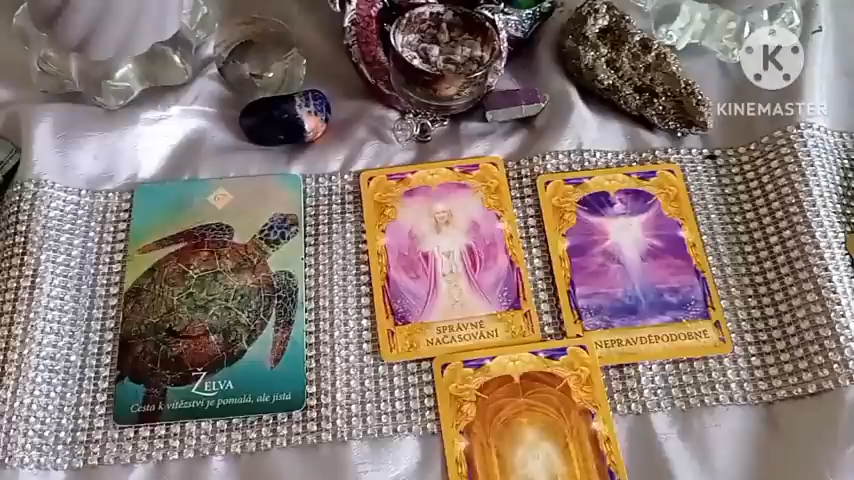 KINEMASTER
ŽELVA
Cesta k vítězství je pomalá, ale jistá
SPRÁVNÉ
NAČASOVÁNÍ
NEPRAVDĚPODOBNÉ